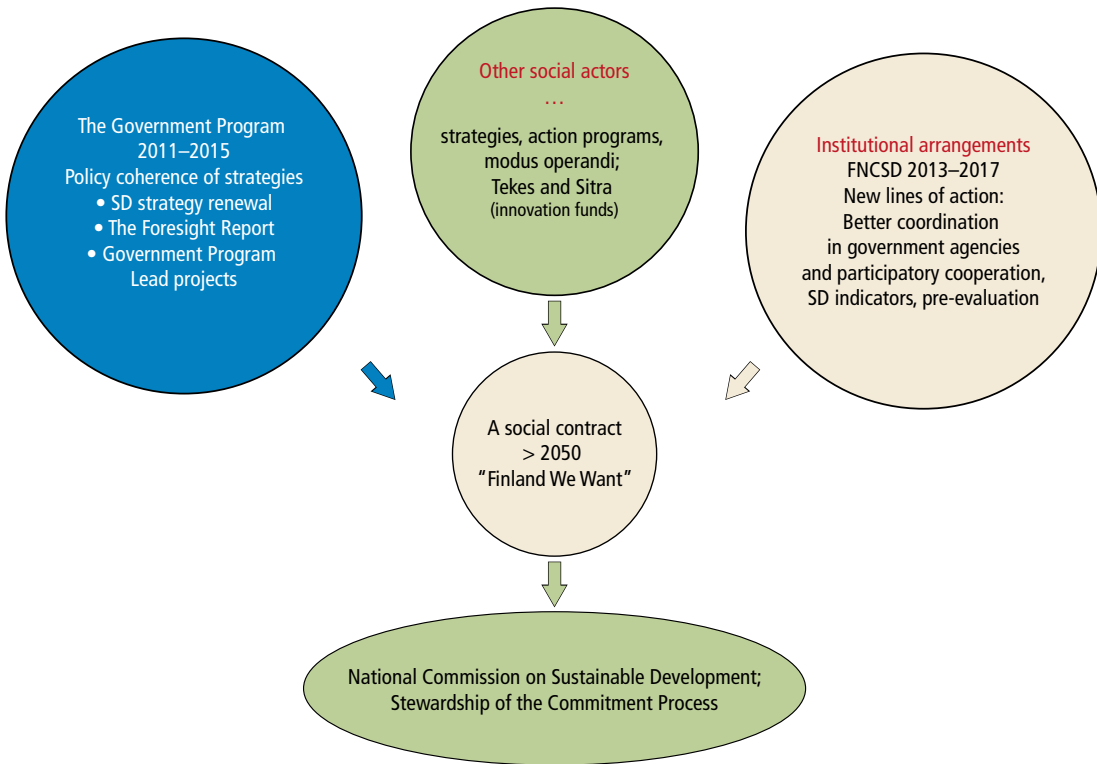 The Government Program
2011–2015
Policy coherence of strategies
• SD strategy renewal
• The Foresight Report
• Government Program
Lead projects
Other social actors
…
strategies, action programs,
modus operandi;
Tekes and Sitra
(innovation funds)
Institutional arrangements
FNCSD 2013–2017
New lines of action:
Better coordination
in government agencies
and participatory cooperation,
SD indicators, pre-evaluation
A social contract
> 2050
“Finland We Want”
National Commission on Sustainable Development;
Stewardship of the Commitment Process